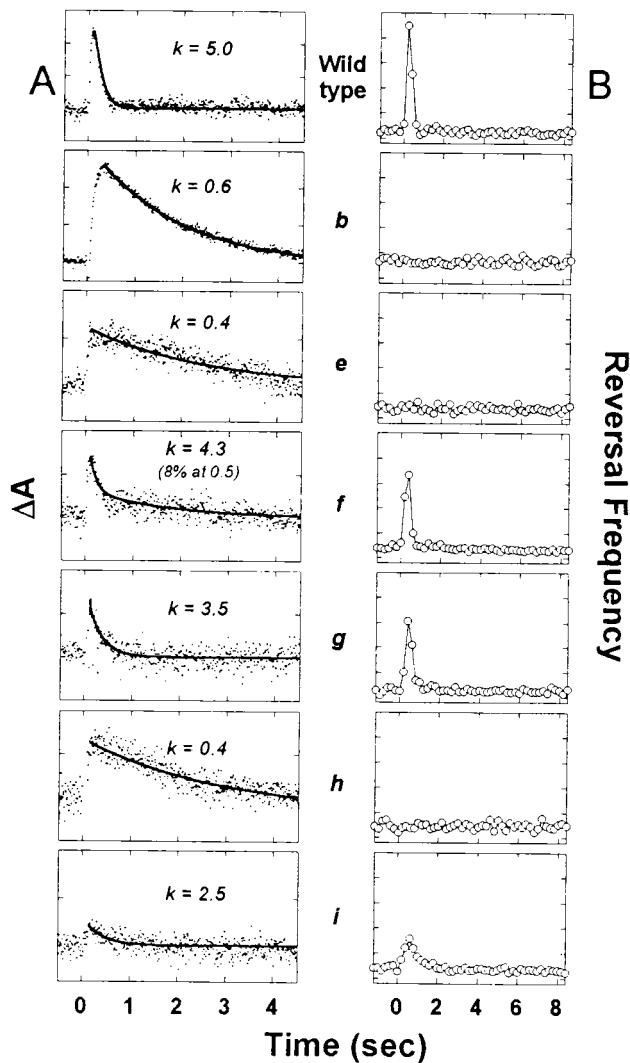 A
B
k = 5.0
Wild
type
k = 0.6
b
k = 0.4
e
k = 4.3
(8% at 0.5)
f
k = 3.5
g
k = 0.4
h
k = 2.5
i
ΔA
Reversal Frequency
0 1 2 3 4
0 2 4 6 8
Time (sec)